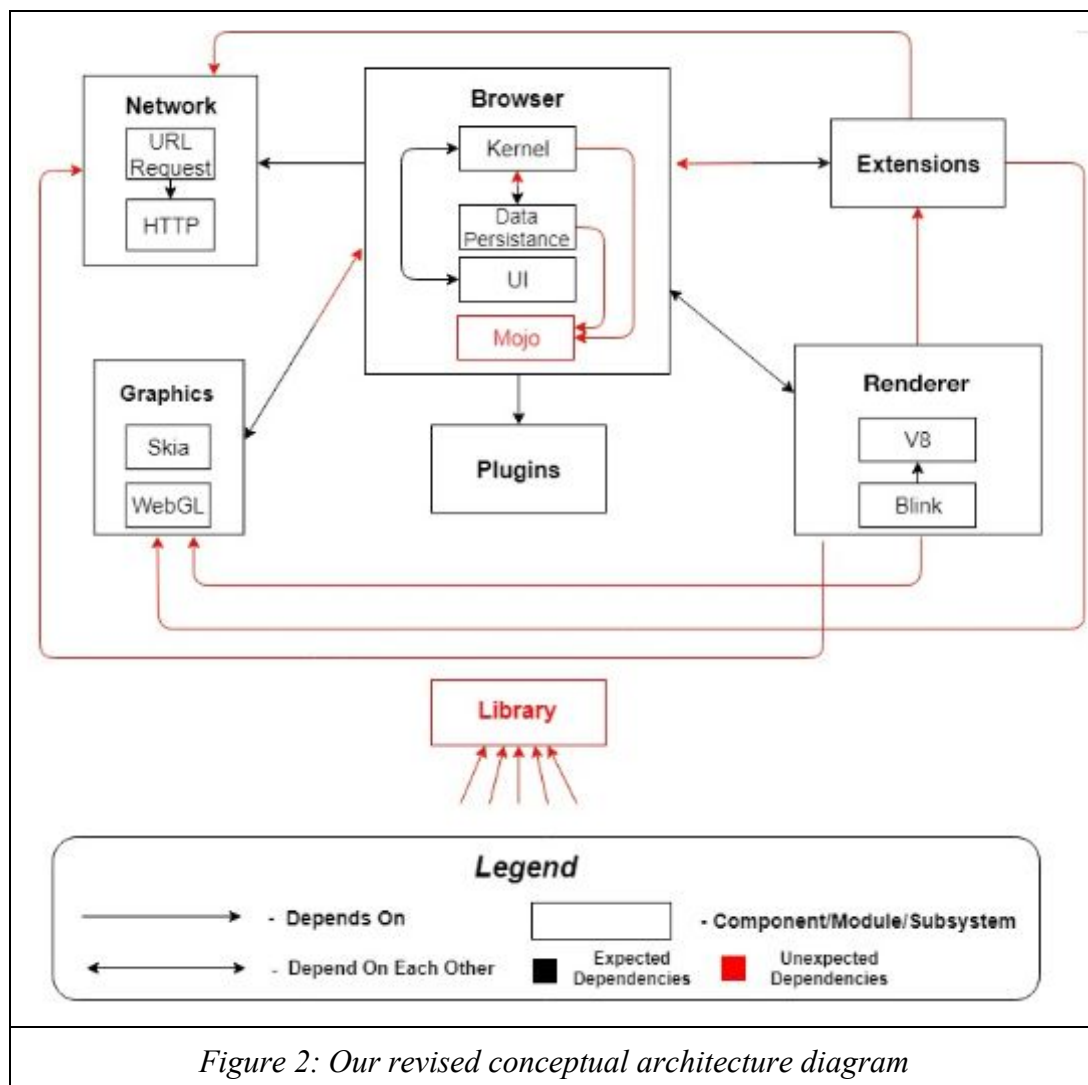 Network
URL
Request
HTTP
Browser
Kernel
Data
Persistance
UI
Mojo
Extensions
Graphics
Skia
WebGL
Plugins
Renderer
V8
Blink
Library
Legend
- Depends On
- Component/Module/Subsystem
- Depend On Each Other
Expected
Dependencies
Unexpected
Dependencies
Figure 2: Our revised conceptual architecture diagram